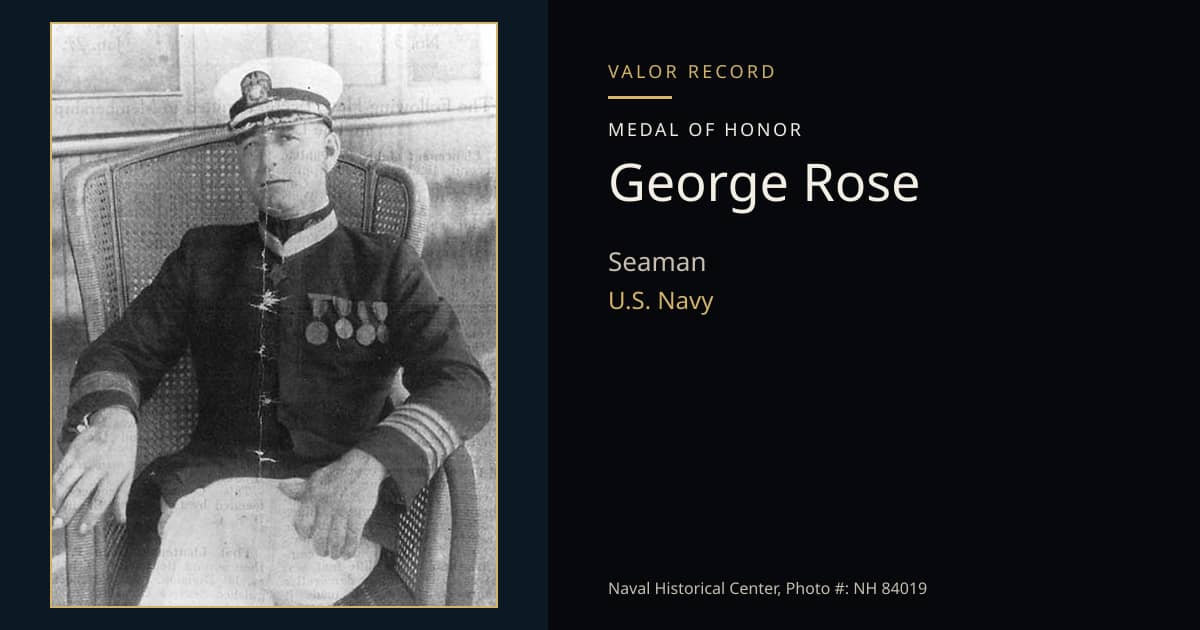 VALOR RECORD
MEDAL OF HONOR
George Rose
Seaman
U.S. Navy
Naval Historical Center, Photo #: NH 84019